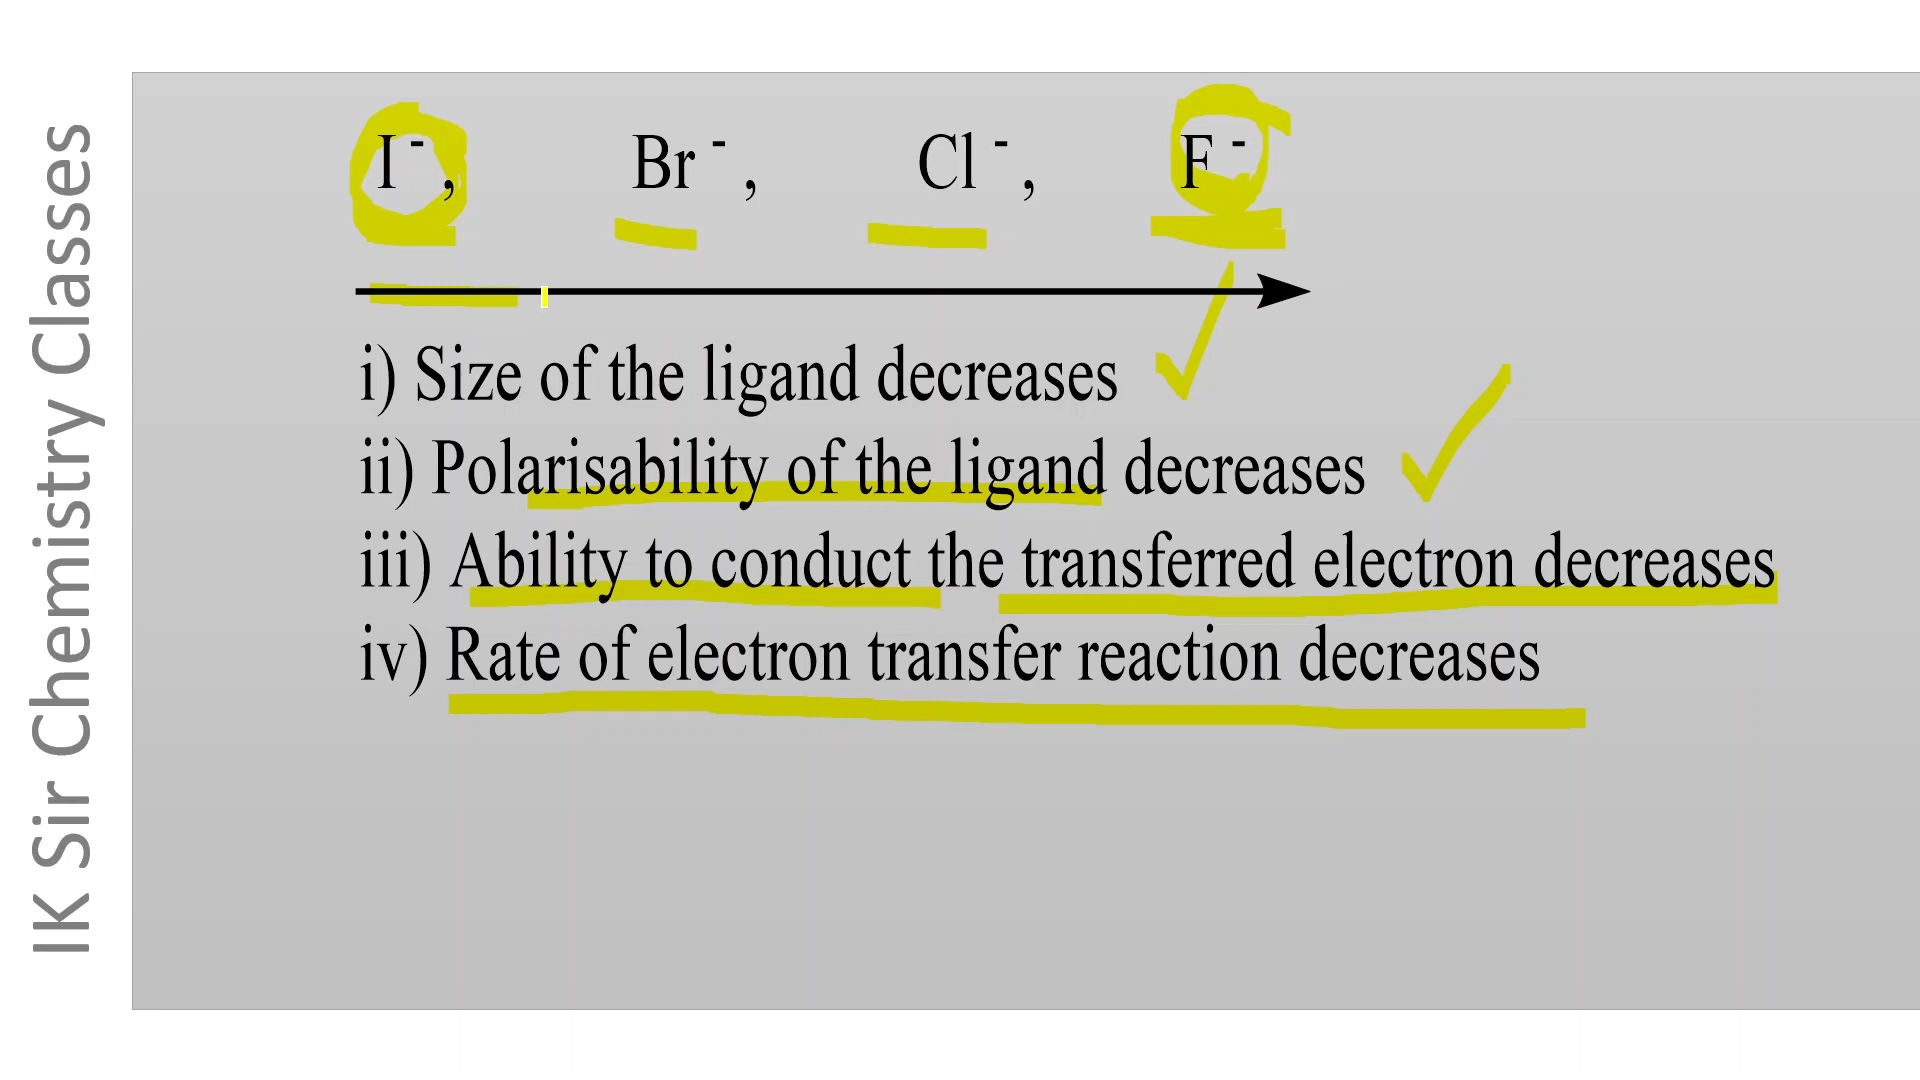 IK Sir Chemistry Classes
I⁻, Br⁻, Cl⁻, F⁻
i) Size of the ligand decreases
ii) Polarisability of the ligand decreases
iii) Ability to conduct the transferred electron decreases
iv) Rate of electron transfer reaction decreases